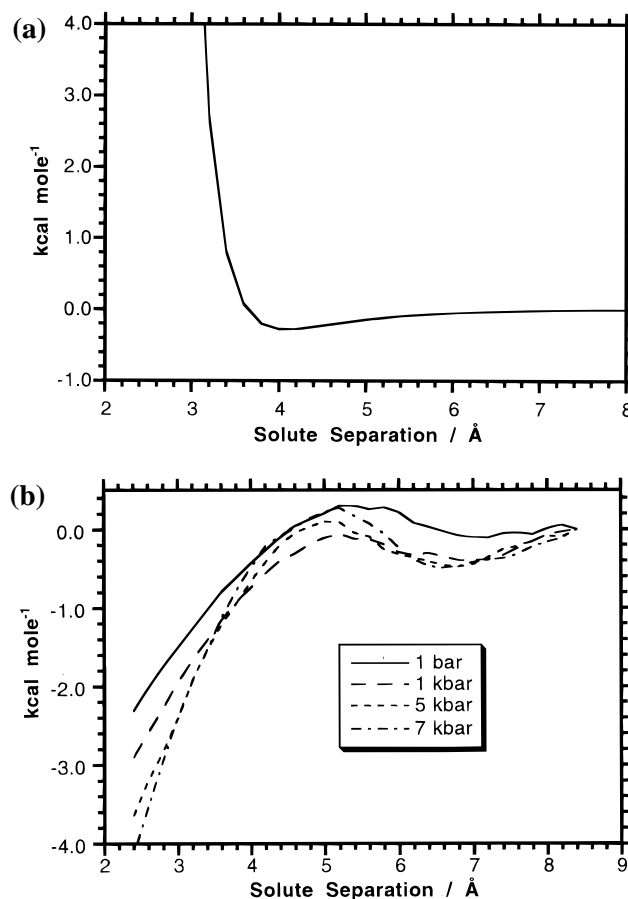 (a)
4.0
3.0
2.0
1.0
0.0
-1.0
kcal mole⁻¹
2 3 4 5 6 7 8
Solute Separation / Å
(b)
0.0
-1.0
-2.0
-3.0
-4.0
kcal mole⁻¹
1 bar
1 kbar
5 kbar
7 kbar
2 3 4 5 6 7 8 9
Solute Separation / Å